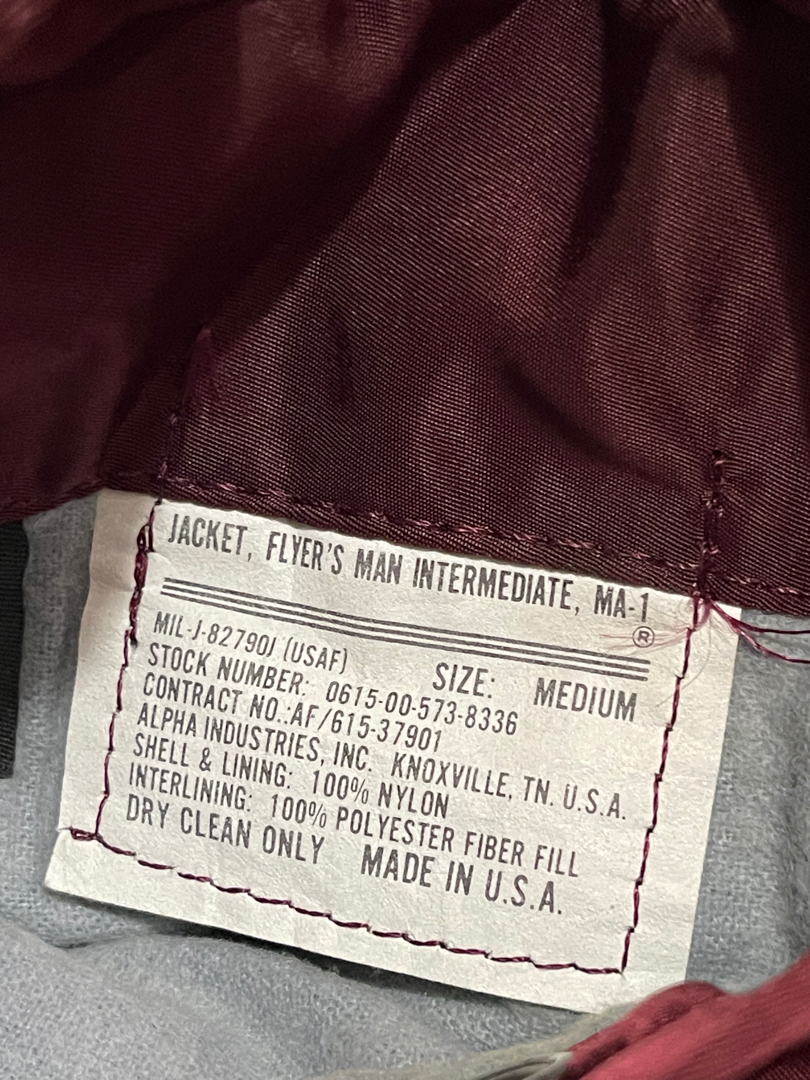 JACKET, FLYER'S MAN INTERMEDIATE, MA-1
®
MIL-J-82790J (USAF)
SIZE: MEDIUM
STOCK NUMBER: 0615-00-573-8336
CONTRACT NO.:AF/615-37901
ALPHA INDUSTRIES, INC. KNOXVILLE, TN. U.S.A.
SHELL & LINING: 100% NYLON
INTERLINING: 100% POLYESTER FIBER FILL
DRY CLEAN ONLY MADE IN U.S.A.